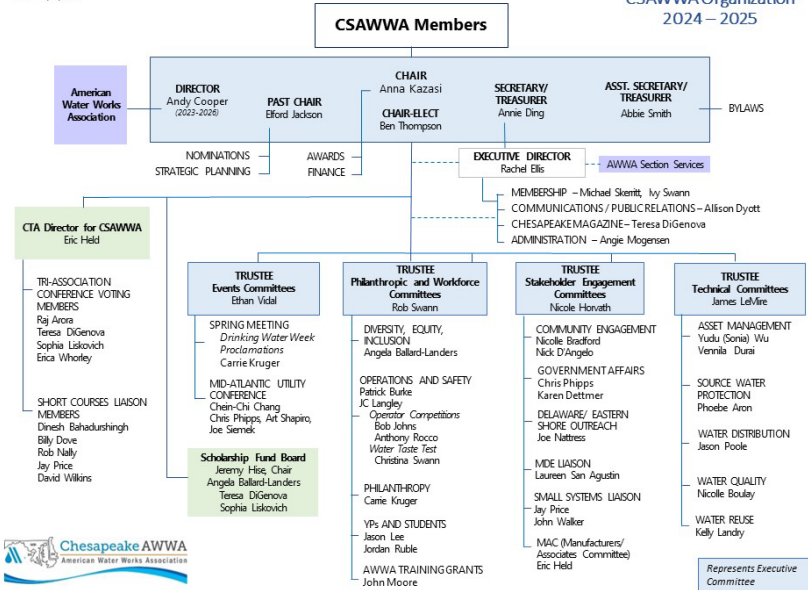 CSAWWA Organization
2024 – 2025
CSAWWA Members
American
Water Works
Association
DIRECTOR
Andy Cooper
(2023-2026)
PAST CHAIR
Elford Jackson
CHAIR
Anna Kazasi
CHAIR-ELECT
Ben Thompson
SECRETARY/
TREASURER
Annie Ding
ASST. SECRETARY/
TREASURER
Abbie Smith
BYLAWS
NOMINATIONS
STRATEGIC PLANNING
AWARDS
FINANCE
EXECUTIVE DIRECTOR
Rachel Ellis
AWWA Section Services
MEMBERSHIP – Michael Skerritt, Ivy Swann
COMMUNICATIONS / PUBLIC RELATIONS – Allison Dyott
CHESAPEAKE MAGAZINE – Teresa DiGenova
ADMINISTRATION – Angie Mogensen
CTA Director for CSAWWA
Eric Held
TRI-ASSOCIATION
CONFERENCE VOTING
MEMBERS
Raj Arora
Teresa DiGenova
Sophia Liskovich
Erica Whorley
SHORT COURSES LIAISON
MEMBERS
Dinesh Bahadurshingh
Billy Dove
Rob Nally
Jay Price
David Wilkins
TRUSTEE
Events Committees
Ethan Vidal
SPRING MEETING
Drinking Water Week
Proclamations
Carrie Kruger
MID-ATLANTIC UTILITY
CONFERENCE
Chein-Chi Chang
Chris Phipps, Art Shapiro,
Joe Siemek
Scholarship Fund Board
Jeremy Hise, Chair
Angela Ballard-Landers
Teresa DiGenova
Sophia Liskovich
TRUSTEE
Philanthropic and Workforce
Committees
Rob Swann
DIVERSITY, EQUITY,
INCLUSION
Angela Ballard-Landers
OPERATIONS AND SAFETY
Patrick Burke
JC Langley
Operator Competitions
Bob Johns
Anthony Rocco
Water Taste Test
Christina Swann
PHILANTHROPY
Carrie Kruger
YPs AND STUDENTS
Jason Lee
Jordan Ruble
AWWA TRAINING GRANTS
John Moore
TRUSTEE
Stakeholder Engagement
Committees
Nicole Horvath
COMMUNITY ENGAGEMENT
Nicolle Bradford
Nick D'Angelo
GOVERNMENT AFFAIRS
Chris Phipps
Karen Dettmer
DELAWARE/ EASTERN
SHORE OUTREACH
Joe Nattress
MDE LIAISON
Laureen San Agustin
SMALL SYSTEMS LIAISON
Jay Price
John Walker
MAC (Manufacturers/
Associates Committee)
Eric Held
TRUSTEE
Technical Committees
James LeMire
ASSET MANAGEMENT
Yudu (Sonia) Wu
Vennila Durai
SOURCE WATER
PROTECTION
Phoebe Aron
WATER DISTRIBUTION
Jason Poole
WATER QUALITY
Nicolle Boulay
WATER REUSE
Kelly Landry
Chesapeake AWWA
American Water Works Association
Represents Executive
Committee